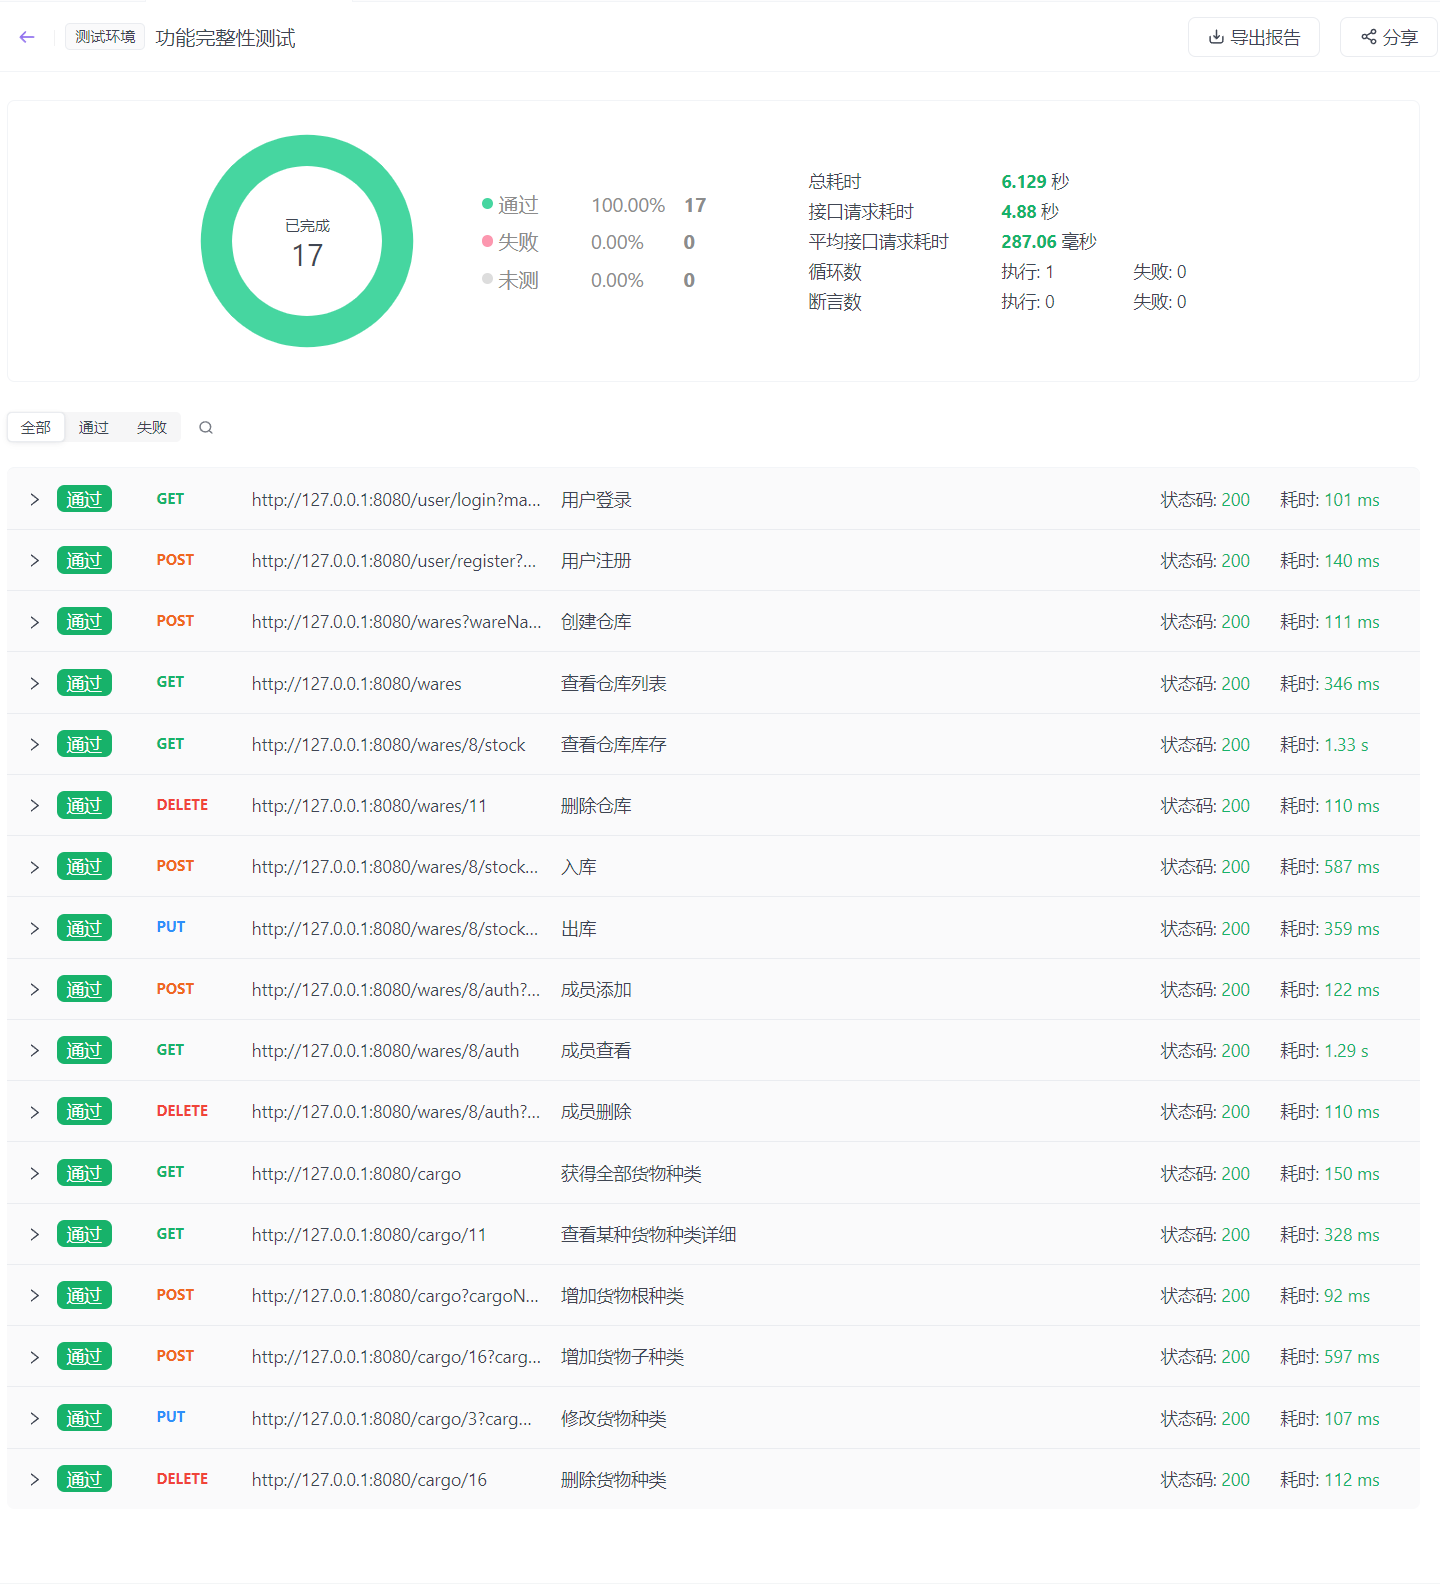 测试环境 功能完整性测试 导出报告 分享
已完成
17
通过 100.00% 17
失败 0.00% 0
未测 0.00% 0
总耗时 6.129 秒
接口请求耗时 4.88 秒
平均接口请求耗时 287.06 毫秒
循环数 执行: 1 失败: 0
断言数 执行: 0 失败: 0
全部 通过 失败
通过 GET http://127.0.0.1:8080/user/login?ma... 用户登录 状态码: 200 耗时: 101 ms
通过 POST http://127.0.0.1:8080/user/register?... 用户注册 状态码: 200 耗时: 140 ms
通过 POST http://127.0.0.1:8080/wares?wareNa... 创建仓库 状态码: 200 耗时: 111 ms
通过 GET http://127.0.0.1:8080/wares 查看仓库列表 状态码: 200 耗时: 346 ms
通过 GET http://127.0.0.1:8080/wares/8/stock 查看仓库库存 状态码: 200 耗时: 1.33 s
通过 DELETE http://127.0.0.1:8080/wares/11 删除仓库 状态码: 200 耗时: 110 ms
通过 POST http://127.0.0.1:8080/wares/8/stock... 入库 状态码: 200 耗时: 587 ms
通过 PUT http://127.0.0.1:8080/wares/8/stock... 出库 状态码: 200 耗时: 359 ms
通过 POST http://127.0.0.1:8080/wares/8/auth?... 成员添加 状态码: 200 耗时: 122 ms
通过 GET http://127.0.0.1:8080/wares/8/auth 成员查看 状态码: 200 耗时: 1.29 s
通过 DELETE http://127.0.0.1:8080/wares/8/auth?... 成员删除 状态码: 200 耗时: 110 ms
通过 GET http://127.0.0.1:8080/cargo 获得全部货物种类 状态码: 200 耗时: 150 ms
通过 GET http://127.0.0.1:8080/cargo/11 查看某种货物种类详细 状态码: 200 耗时: 328 ms
通过 POST http://127.0.0.1:8080/cargo?cargoN... 增加货物根种类 状态码: 200 耗时: 92 ms
通过 POST http://127.0.0.1:8080/cargo/16?carg... 增加货物子种类 状态码: 200 耗时: 597 ms
通过 PUT http://127.0.0.1:8080/cargo/3?carg... 修改货物种类 状态码: 200 耗时: 107 ms
通过 DELETE http://127.0.0.1:8080/cargo/16 删除货物种类 状态码: 200 耗时: 112 ms